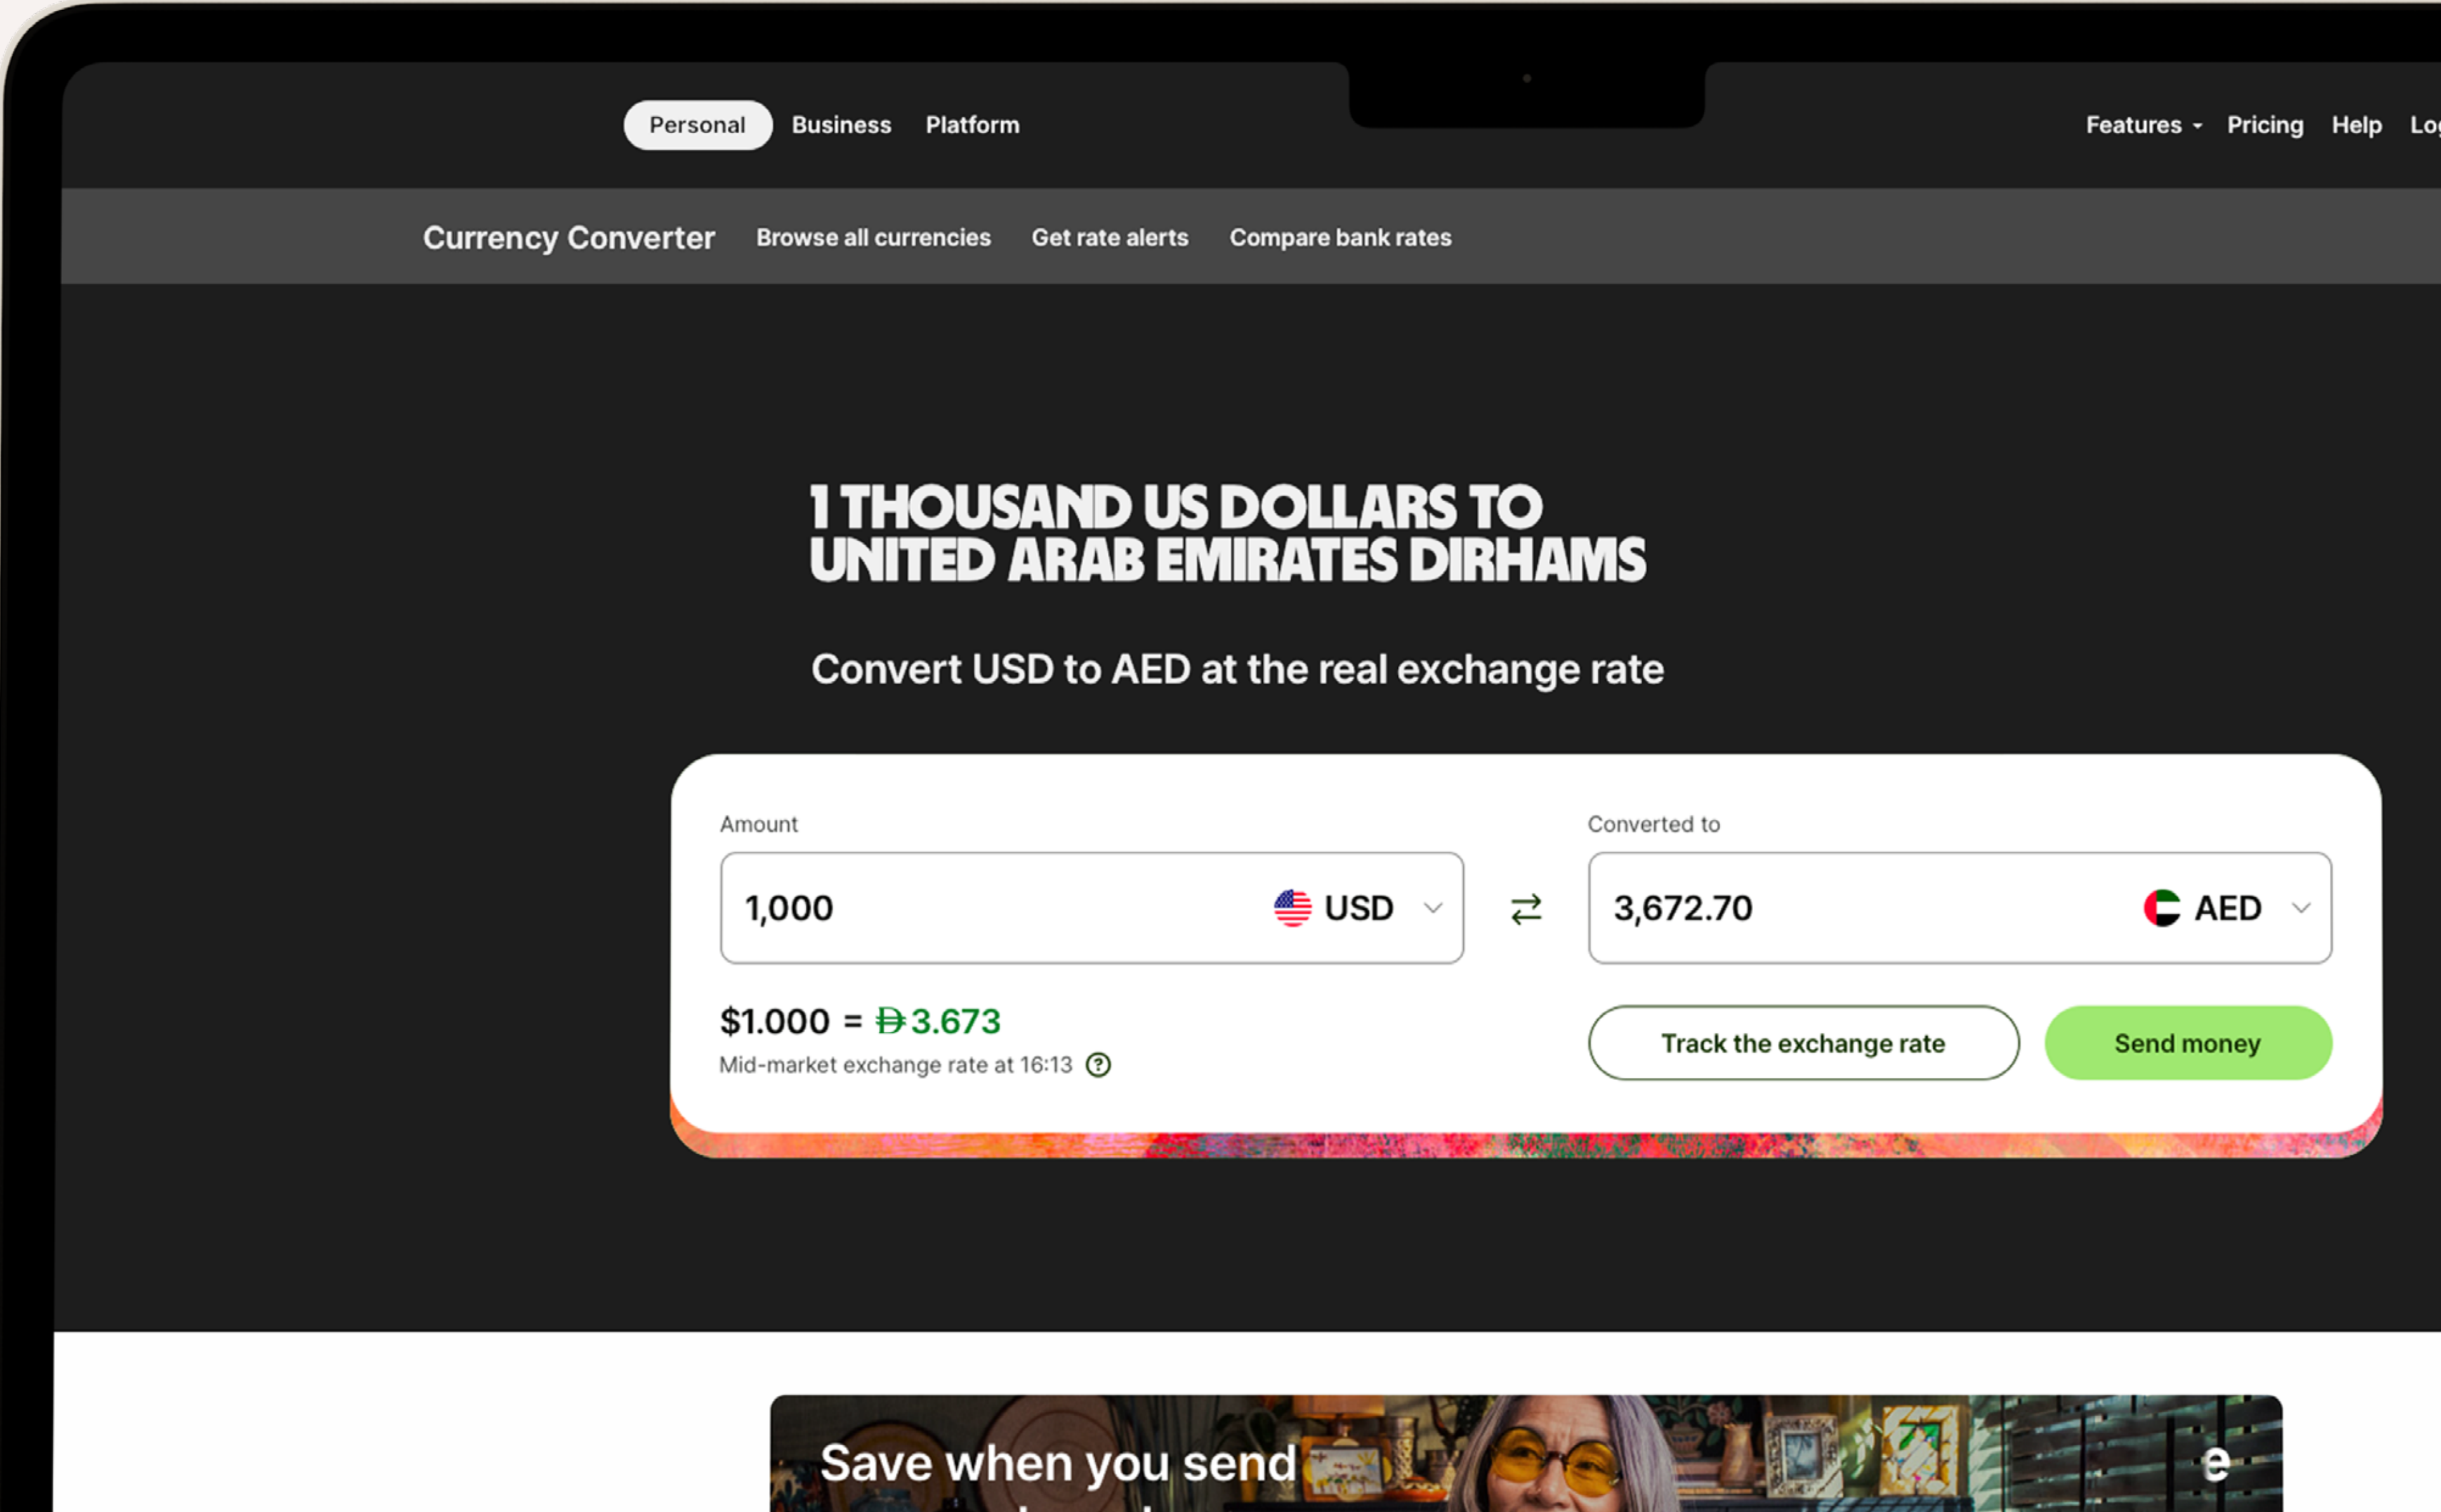 Personal Business Platform Features Pricing Help
Currency Converter Browse all currencies Get rate alerts Compare bank rates
1 THOUSAND US DOLLARS TO
UNITED ARAB EMIRATES DIRHAMS
Convert USD to AED at the real exchange rate
Amount
1,000 USD
Converted to
3,672.70 AED
$1.000 = 3.673
Mid-market exchange rate at 16:13 ?
Track the exchange rate Send money
Save when you send